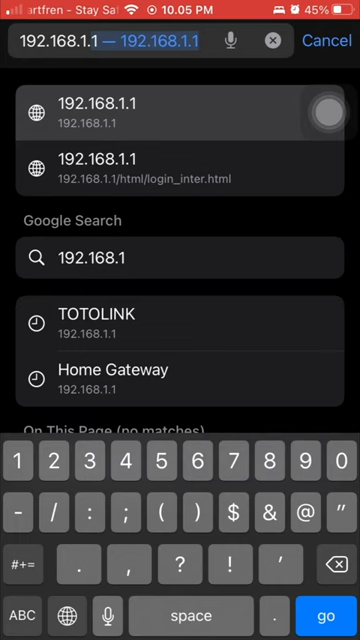 artfren - Stay Saf 10.05 PM 45%
192.168.1.1 — 192.168.1.1 Cancel
192.168.1.1
192.168.1.1
192.168.1.1
192.168.1.1/html/login_inter.html
Google Search
192.168.1
TOTOLINK
192.168.1.1
Home Gateway
192.168.1.1
On This Page (no matches)
1 2 3 4 5 6 7 8 9 0
- / : ; ( ) $ & @ "
#+= . , ? ! '
ABC space . go